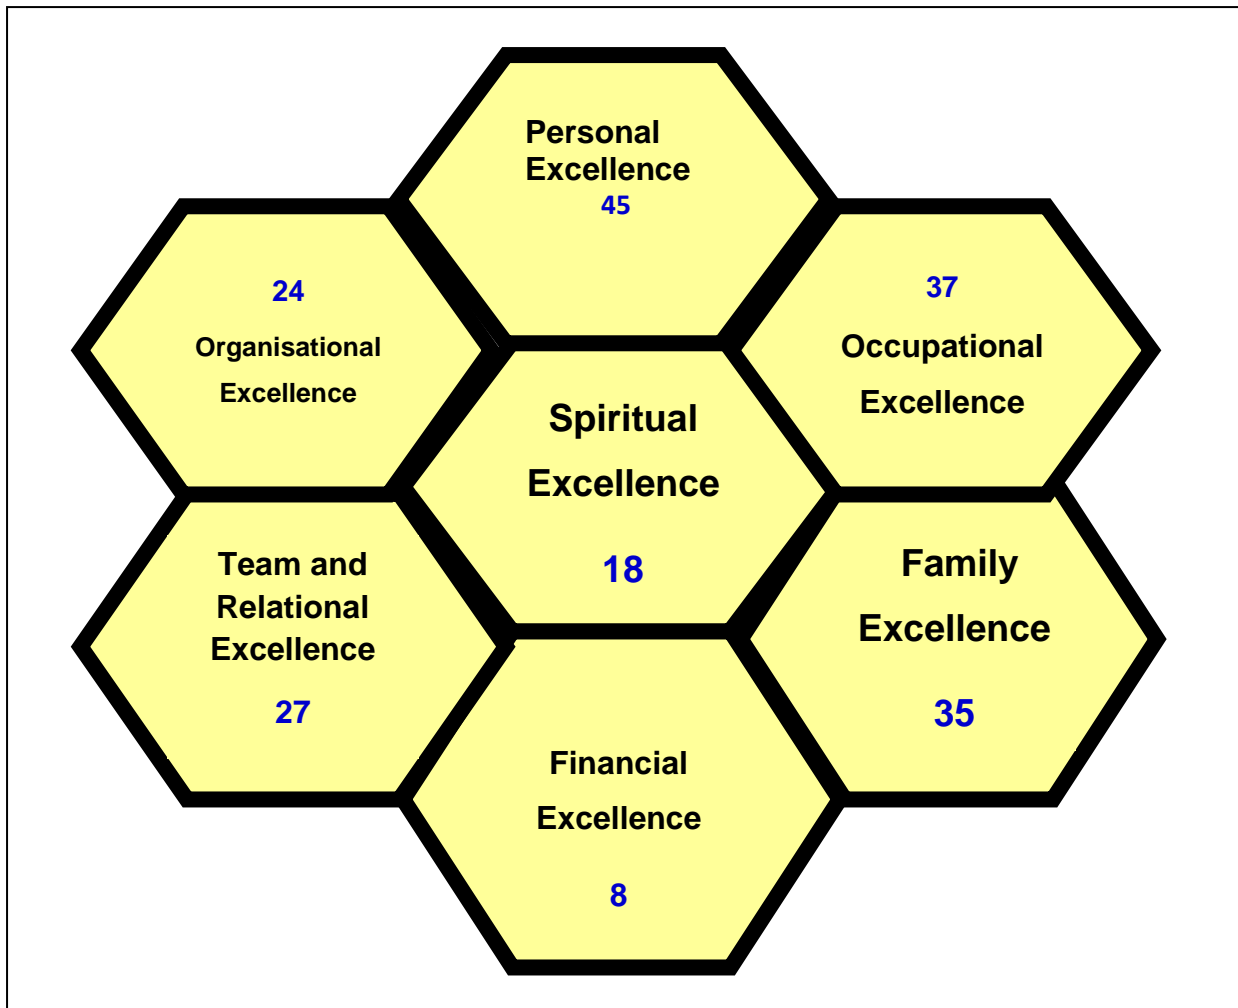 Personal
Excellence
45
24
Organisational
Excellence
37
Occupational
Excellence
Spiritual
Excellence
18
Team and
Relational
Excellence
27
Family
Excellence
35
Financial
Excellence
8